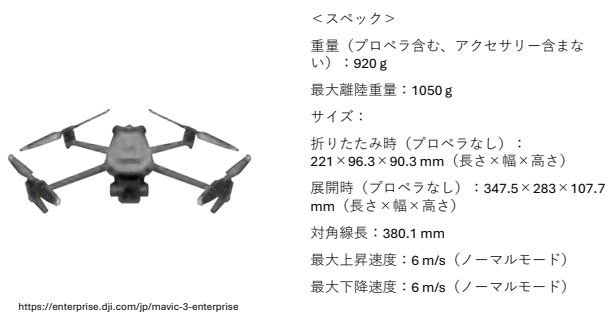 ＜スペック＞
重量（プロペラ含む、アクセサリー含まな
い）：920 g
最大離陸重量：1050 g
サイズ：
折りたたみ時（プロペラなし）：
221×96.3×90.3 mm（長さ×幅×高さ）
展開時（プロペラなし）：347.5×283×107.7
mm（長さ×幅×高さ）
対角線長：380.1 mm
最大上昇速度：6 m/s（ノーマルモード）
最大下降速度：6 m/s（ノーマルモード）
https://enterprise.dji.com/jp/mavic-3-enterprise